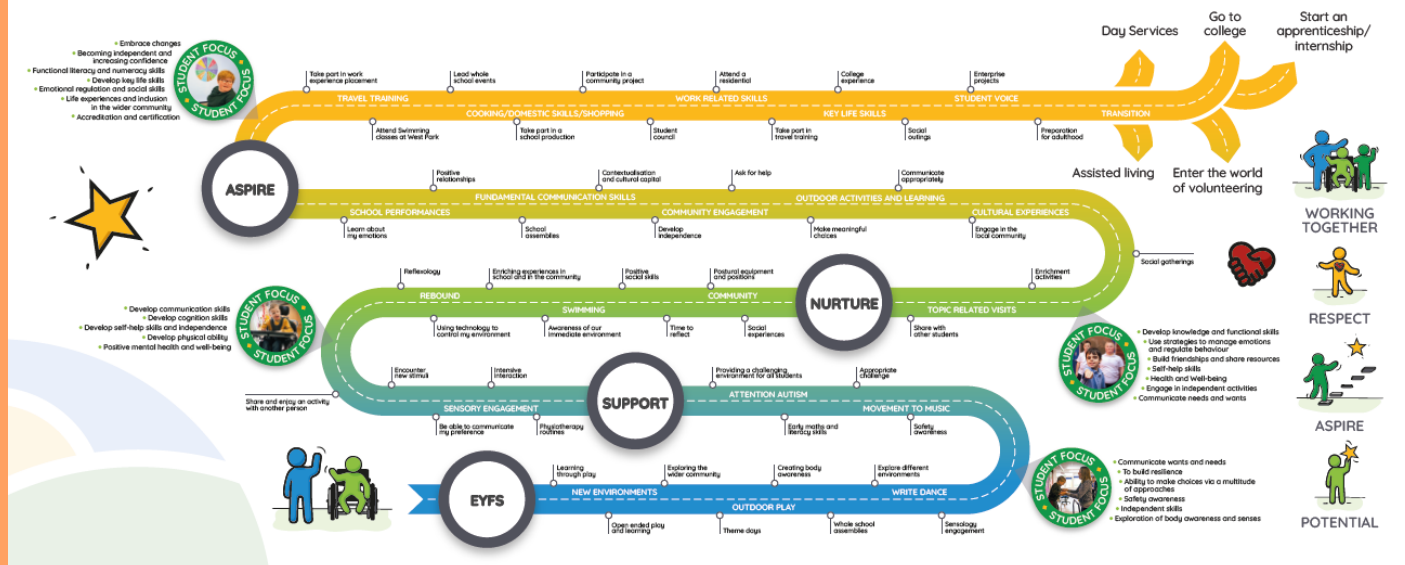 Day Services
Go to
college
Start an
apprenticeship/
internship
Embrace changes
Becoming independent and
increasing confidence
Functional literacy and numeracy skills
Develop key life skills
Emotional regulation and social skills
Life experiences and inclusion
in the wider community
Accreditation and certification
STUDENT FOCUS
STUDENT FOCUS
Take part in work
experience placement
Lead whole
school events
Participate in a
community project
Attend a
residential
College
experience
Enterprise
projects
TRAVEL TRAINING
WORK RELATED SKILLS
STUDENT VOICE
COOKING/DOMESTIC SKILLS/SHOPPING
KEY LIFE SKILLS
TRANSITION
Attend Swimming
classes at West Park
Take part in a
school production
Student
council
Take part in
travel training
Social
outings
Preparation
for adulthood
Assisted living
Enter the world
of volunteering
ASPIRE
Positive
relationships
Contextualisation
and cultural capital
Ask for help
Communicate
appropriately
FUNDAMENTAL COMMUNICATION SKILLS
OUTDOOR ACTIVITIES AND LEARNING
SCHOOL PERFORMANCES
COMMUNITY ENGAGEMENT
CULTURAL EXPERIENCES
Learn about
my emotions
School
assemblies
Develop
independence
Make meaningful
choices
Engage in the
local community
WORKING
TOGETHER
Social gatherings
Reflexology
Enriching experiences in
school and in the community
Positive
social skills
Postural equipment
and positions
Enrichment
activities
REBOUND
COMMUNITY
NURTURE
SWIMMING
TOPIC RELATED VISITS
Using technology to
control my environment
Awareness of our
immediate environment
Time to
reflect
Social
experiences
Share with
other students
RESPECT
Develop communication skills
Develop cognition skills
Develop self-help skills and independence
Develop physical ability
Positive mental health and well-being
STUDENT FOCUS
STUDENT FOCUS
STUDENT FOCUS
STUDENT FOCUS
Develop knowledge and functional skills
Use strategies to manage emotions
and regulate behaviour
Build friendships and share resources
Self-help skills
Health and Well-being
Engage in independent activities
Communicate needs and wants
Share and enjoy an activity
with another person
Encounter
new stimuli
Intensive
Interaction
Providing a challenging
environment for all students
Appropriate
challenge
SUPPORT
ATTENTION AUTISM
SENSORY ENGAGEMENT
MOVEMENT TO MUSIC
Be able to communicate
my preference
Physiotherapy
routines
Early maths and
literacy skills
Safety
awareness
ASPIRE
Learning
through play
Exploring the
wider community
Creating body
awareness
Explore different
environments
EYFS
NEW ENVIRONMENTS
WRITE DANCE
OUTDOOR PLAY
Open ended play
and learning
Theme days
Whole school
assemblies
Sensology
engagement
STUDENT FOCUS
STUDENT FOCUS
Communicate wants and needs
To build resilience
Ability to make choices via a multitude
of approaches
Safety awareness
Independent skills
Exploration of body awareness and senses
POTENTIAL